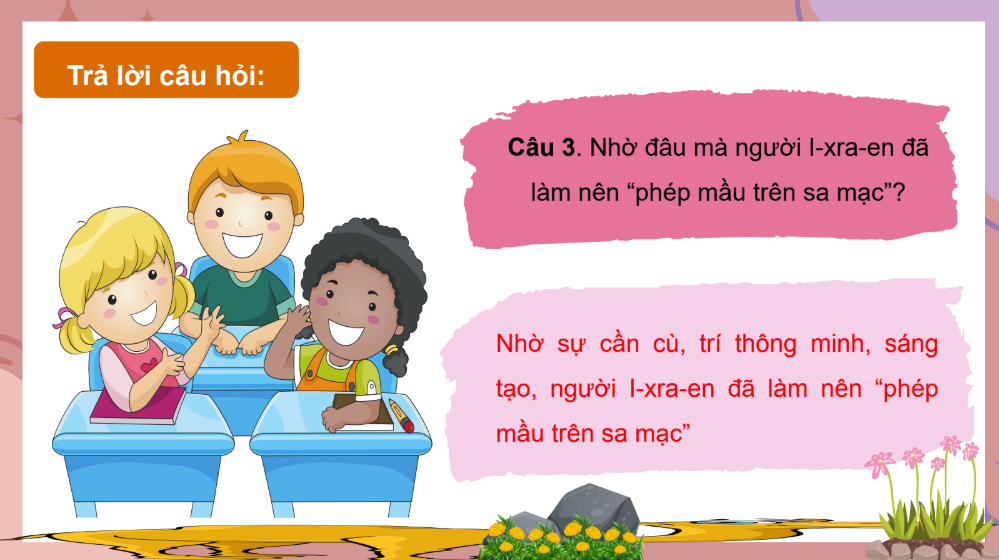 Trả lời câu hỏi:
Câu 3. Nhờ đâu mà người I-xra-en đã
làm nên “phép mầu trên sa mạc”?
Nhờ sự cần cù, trí thông minh, sáng
tạo, người I-xra-en đã làm nên “phép
mầu trên sa mạc”